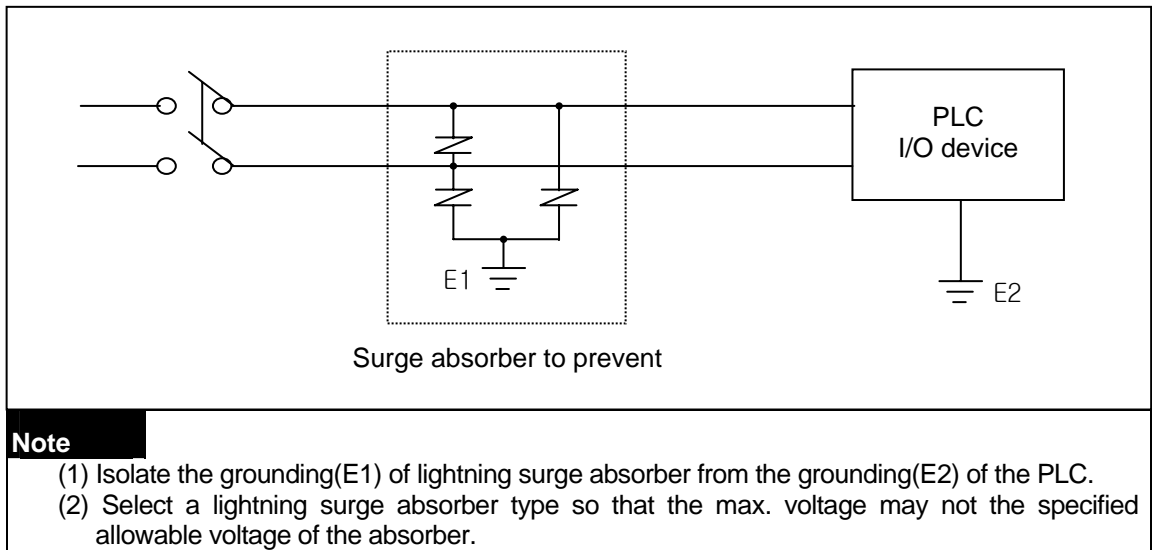 PLC
I/O device
E1
E2
Surge absorber to prevent
Note
(1) Isolate the grounding(E1) of lightning surge absorber from the grounding(E2) of the PLC.
(2) Select a lightning surge absorber type so that the max. voltage may not the specified
allowable voltage of the absorber.